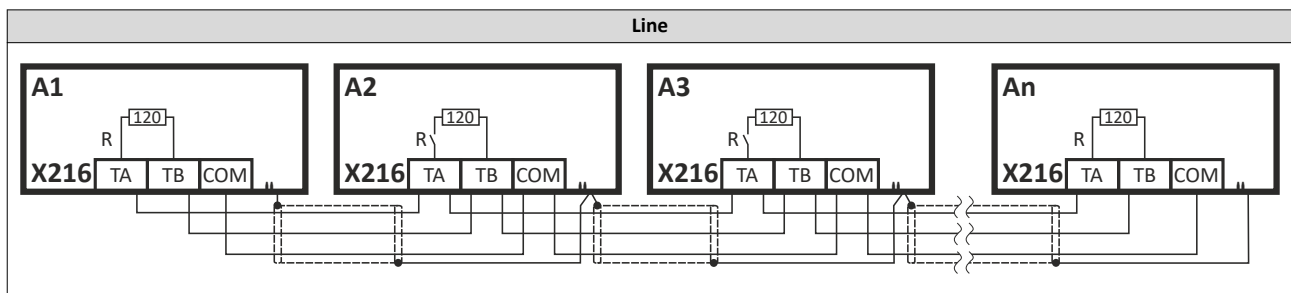 Line
A1 A2 A3 An
120 120 120 120
R R R R
X216 TA TB COM X216 TA TB COM X216 TA TB COM X216 TA TB COM